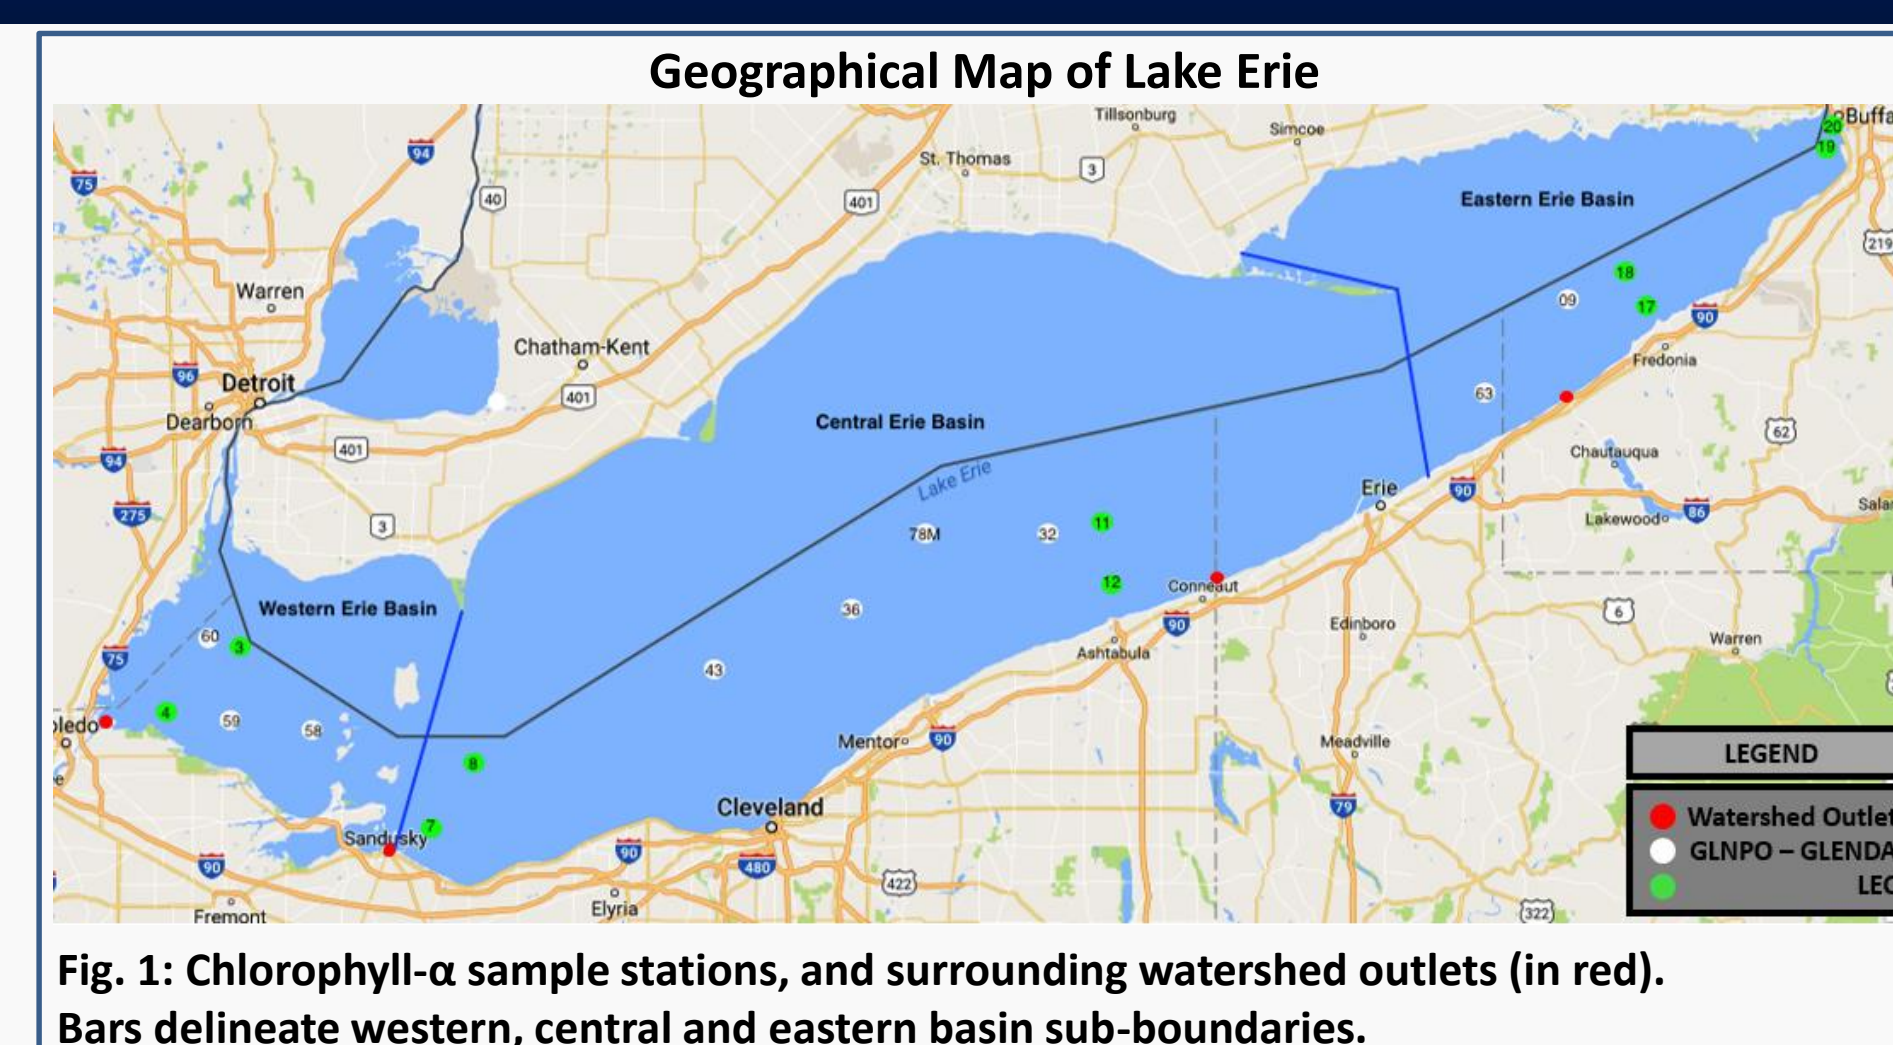 Geographical Map of Lake Erie
Tillsonburg
Simcoe
St. Thomas
Buffa
20
19
94
75
3
40
401
Eastern Erie Basin
219
18
09
17
90
Warren
Chatham-Kent
Fredonia
96
Detroit
401
63
Dearborn
Central Erie Basin
62
94
401
Chautauqua
Lake Erie
Erie
90
275
3
78M
32
11
Lakewood
86
Sala
12
Conneaut
Western Erie Basin
36
6
60
3
90
Edinboro
Warren
75
Ashtabula
43
4
59
58
oledo
Mentor
90
Meadville
LEGEND
8
e
Cleveland
79
Watershed Outlet
7
Sandusky
GLNPO – GLENDA
90
90
480
422
LEC
Fremont
Elyria
322
Fig. 1: Chlorophyll-α sample stations, and surrounding watershed outlets (in red).
Bars delineate western, central and eastern basin sub-boundaries.